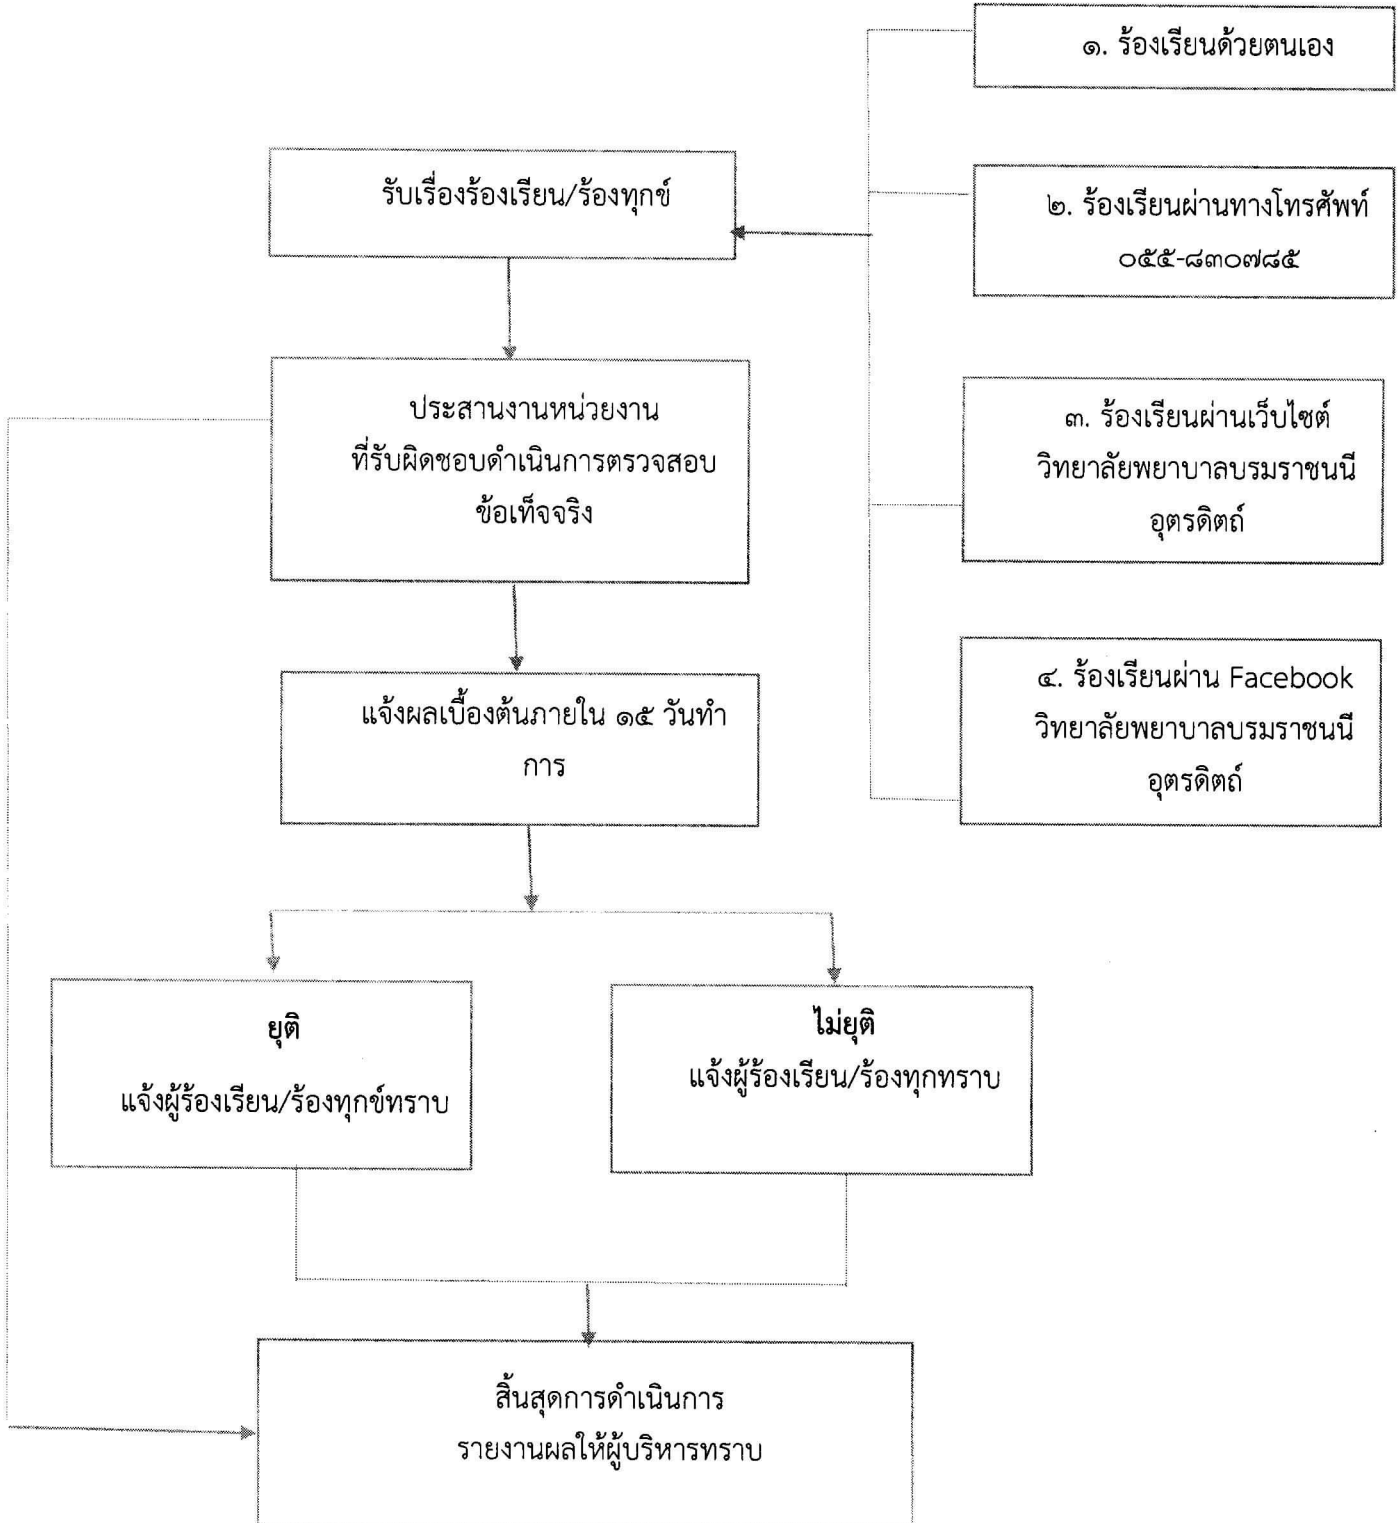 ๑. ร้องเรียนด้วยตนเอง
รับเรื่องร้องเรียน/ร้องทุกข์
๒. ร้องเรียนผ่านทางโทรศัพท์
๐๕๕-๘๓๐๗๘๕
ประสานงานหน่วยงาน
ที่รับผิดชอบดำเนินการตรวจสอบ
ข้อเท็จจริง
๓. ร้องเรียนผ่านเว็บไซต์
วิทยาลัยพยาบาลบรมราชนนี
อุตรดิตถ์
แจ้งผลเบื้องต้นภายใน ๑๕ วันทำ
การ
๔. ร้องเรียนผ่าน Facebook
วิทยาลัยพยาบาลบรมราชนนี
อุตรดิตถ์
ยุติ
แจ้งผู้ร้องเรียน/ร้องทุกข์ทราบ
ไม่ยุติ
แจ้งผู้ร้องเรียน/ร้องทุกทราบ
สิ้นสุดการดำเนินการ
รายงานผลให้ผู้บริหารทราบ